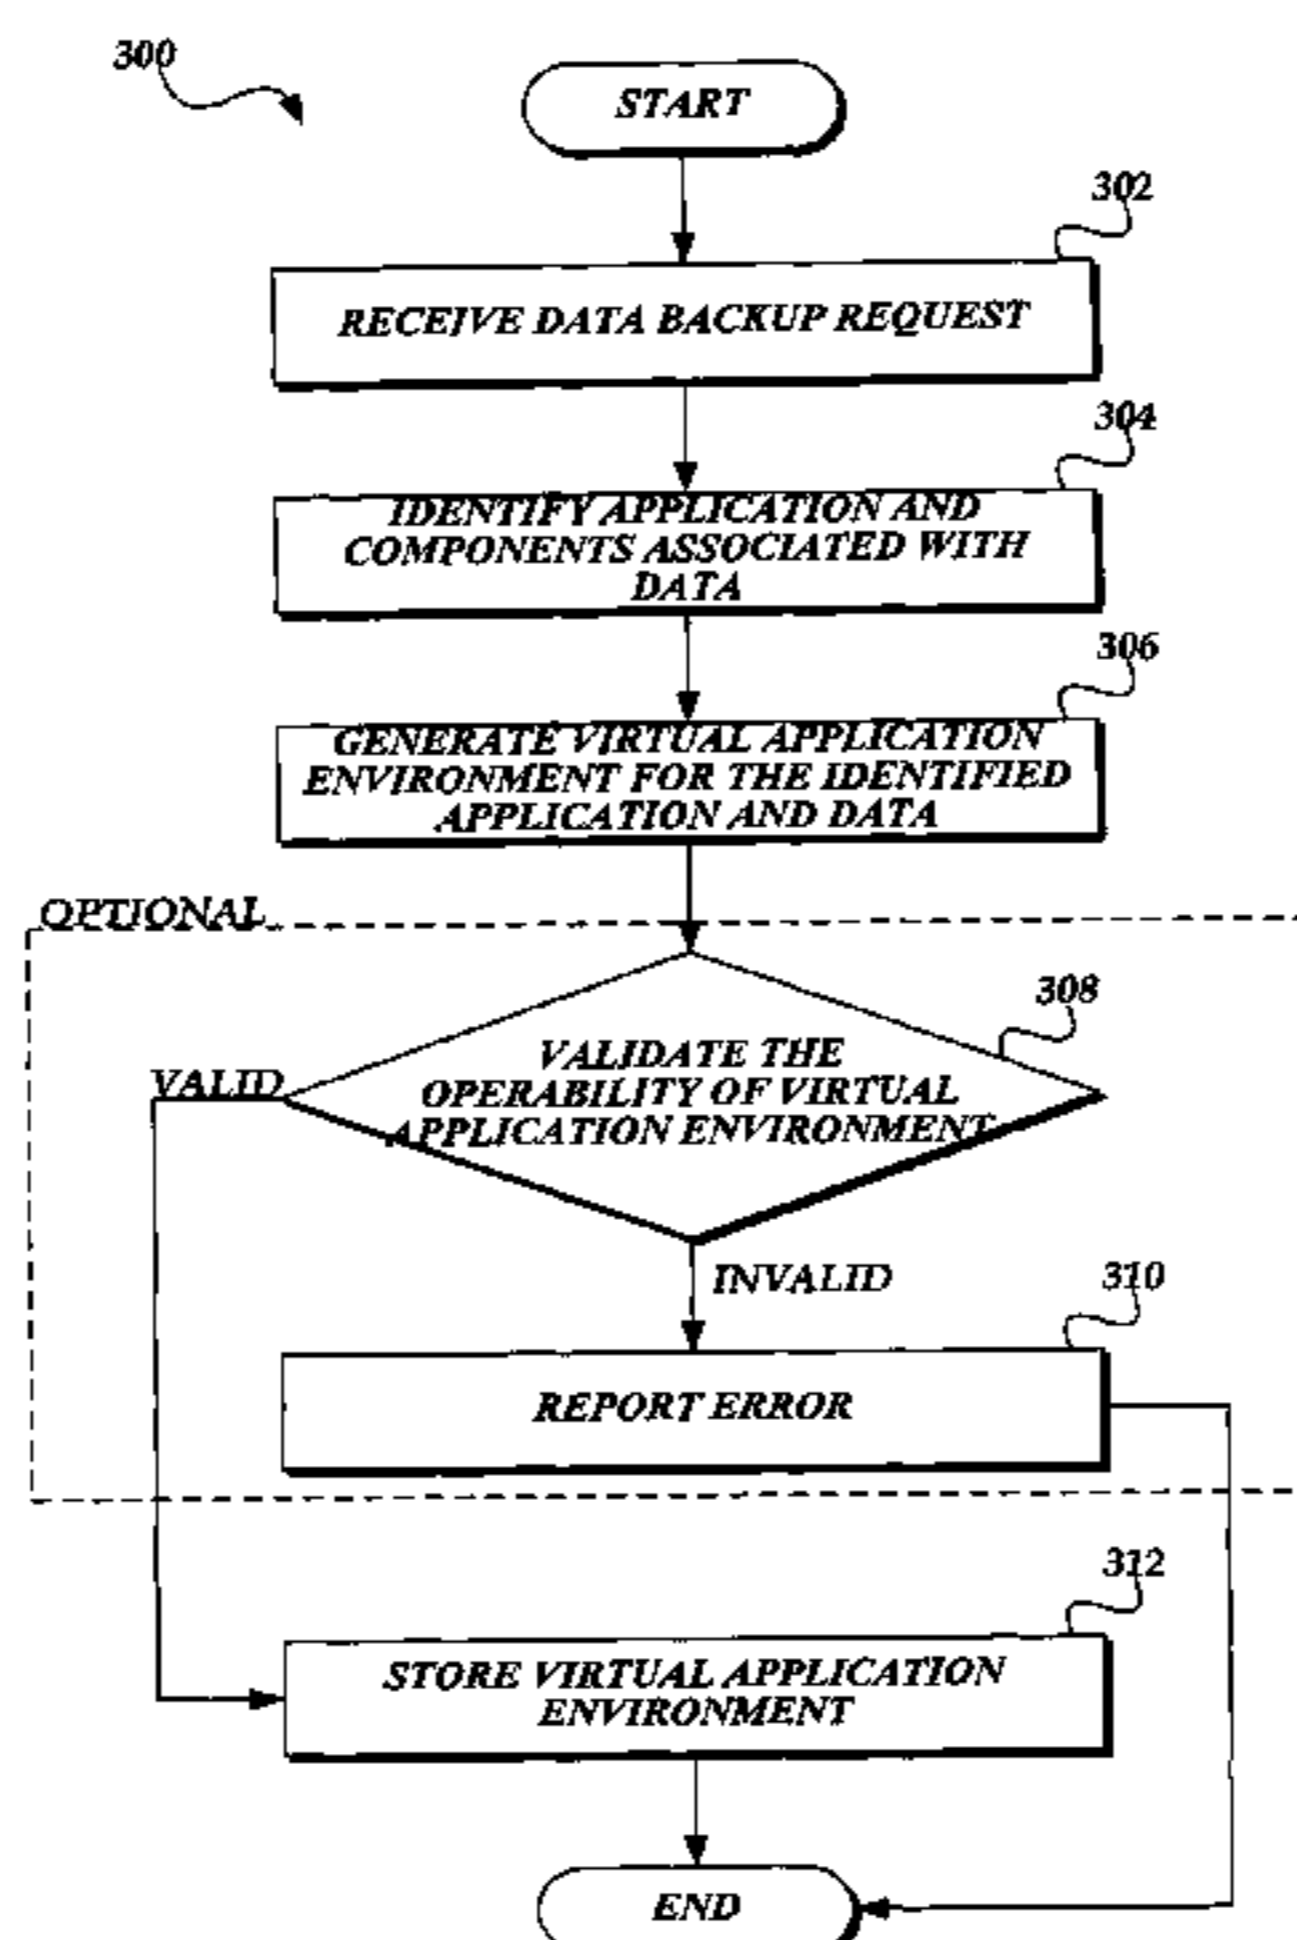 300
START
302
RECEIVE DATA BACKUP REQUEST
304
IDENTIFY APPLICATION AND
COMPONENTS ASSOCIATED WITH
DATA
306
GENERATE VIRTUAL APPLICATION
ENVIRONMENT FOR THE IDENTIFIED
APPLICATION AND DATA
OPTIONAL
308
VALIDATE THE
OPERABILITY OF VIRTUAL
APPLICATION ENVIRONMENT
VALID
INVALID
310
REPORT ERROR
312
STORE VIRTUAL APPLICATION
ENVIRONMENT
END